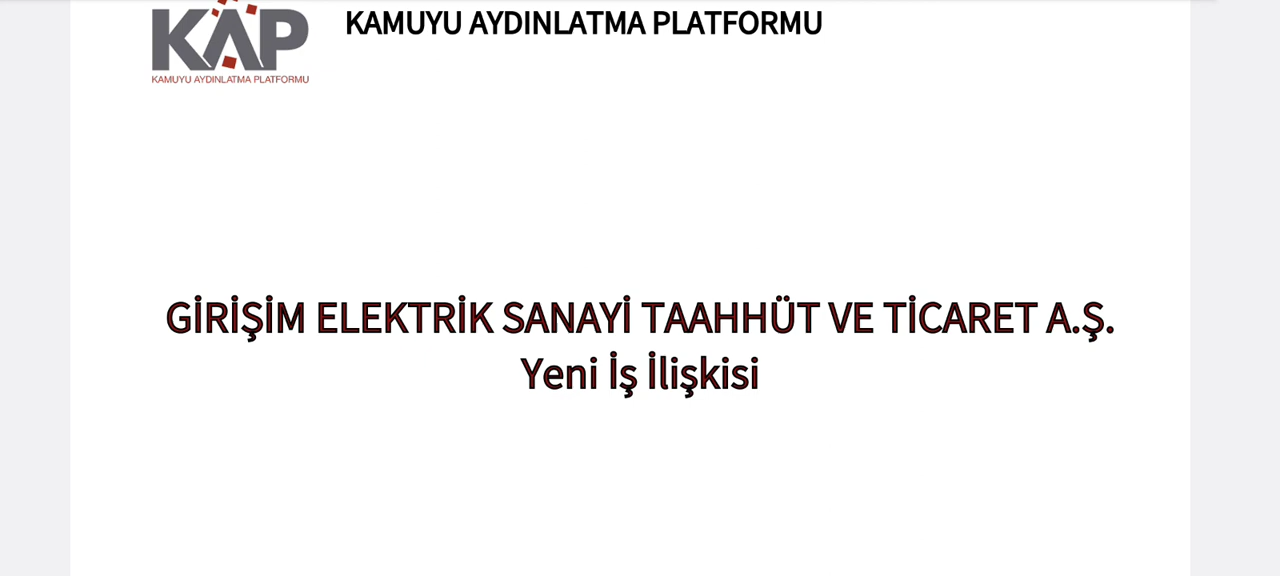 KAP
KAMUYU AYDINLATMA PLATFORMU
KAMUYU AYDINLATMA PLATFORMU
GİRİŞİM ELEKTRİK SANAYİ TAAHHÜT VE TİCARET A.Ş.
Yeni İş İlişkisi